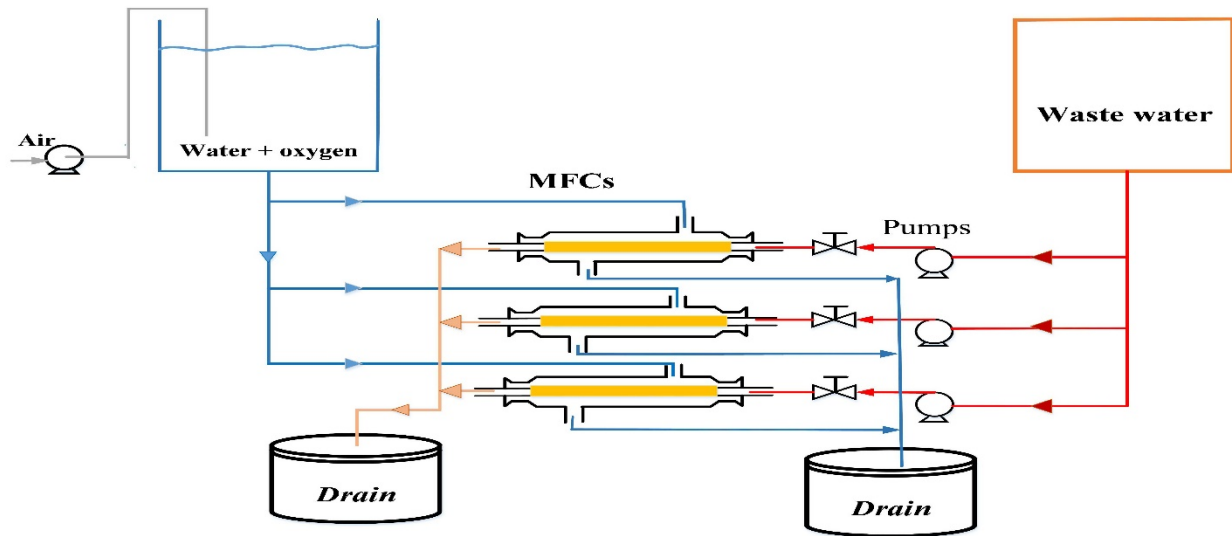 Air
Water + oxygen
Waste water
MFCs
Pumps
Drain
Drain